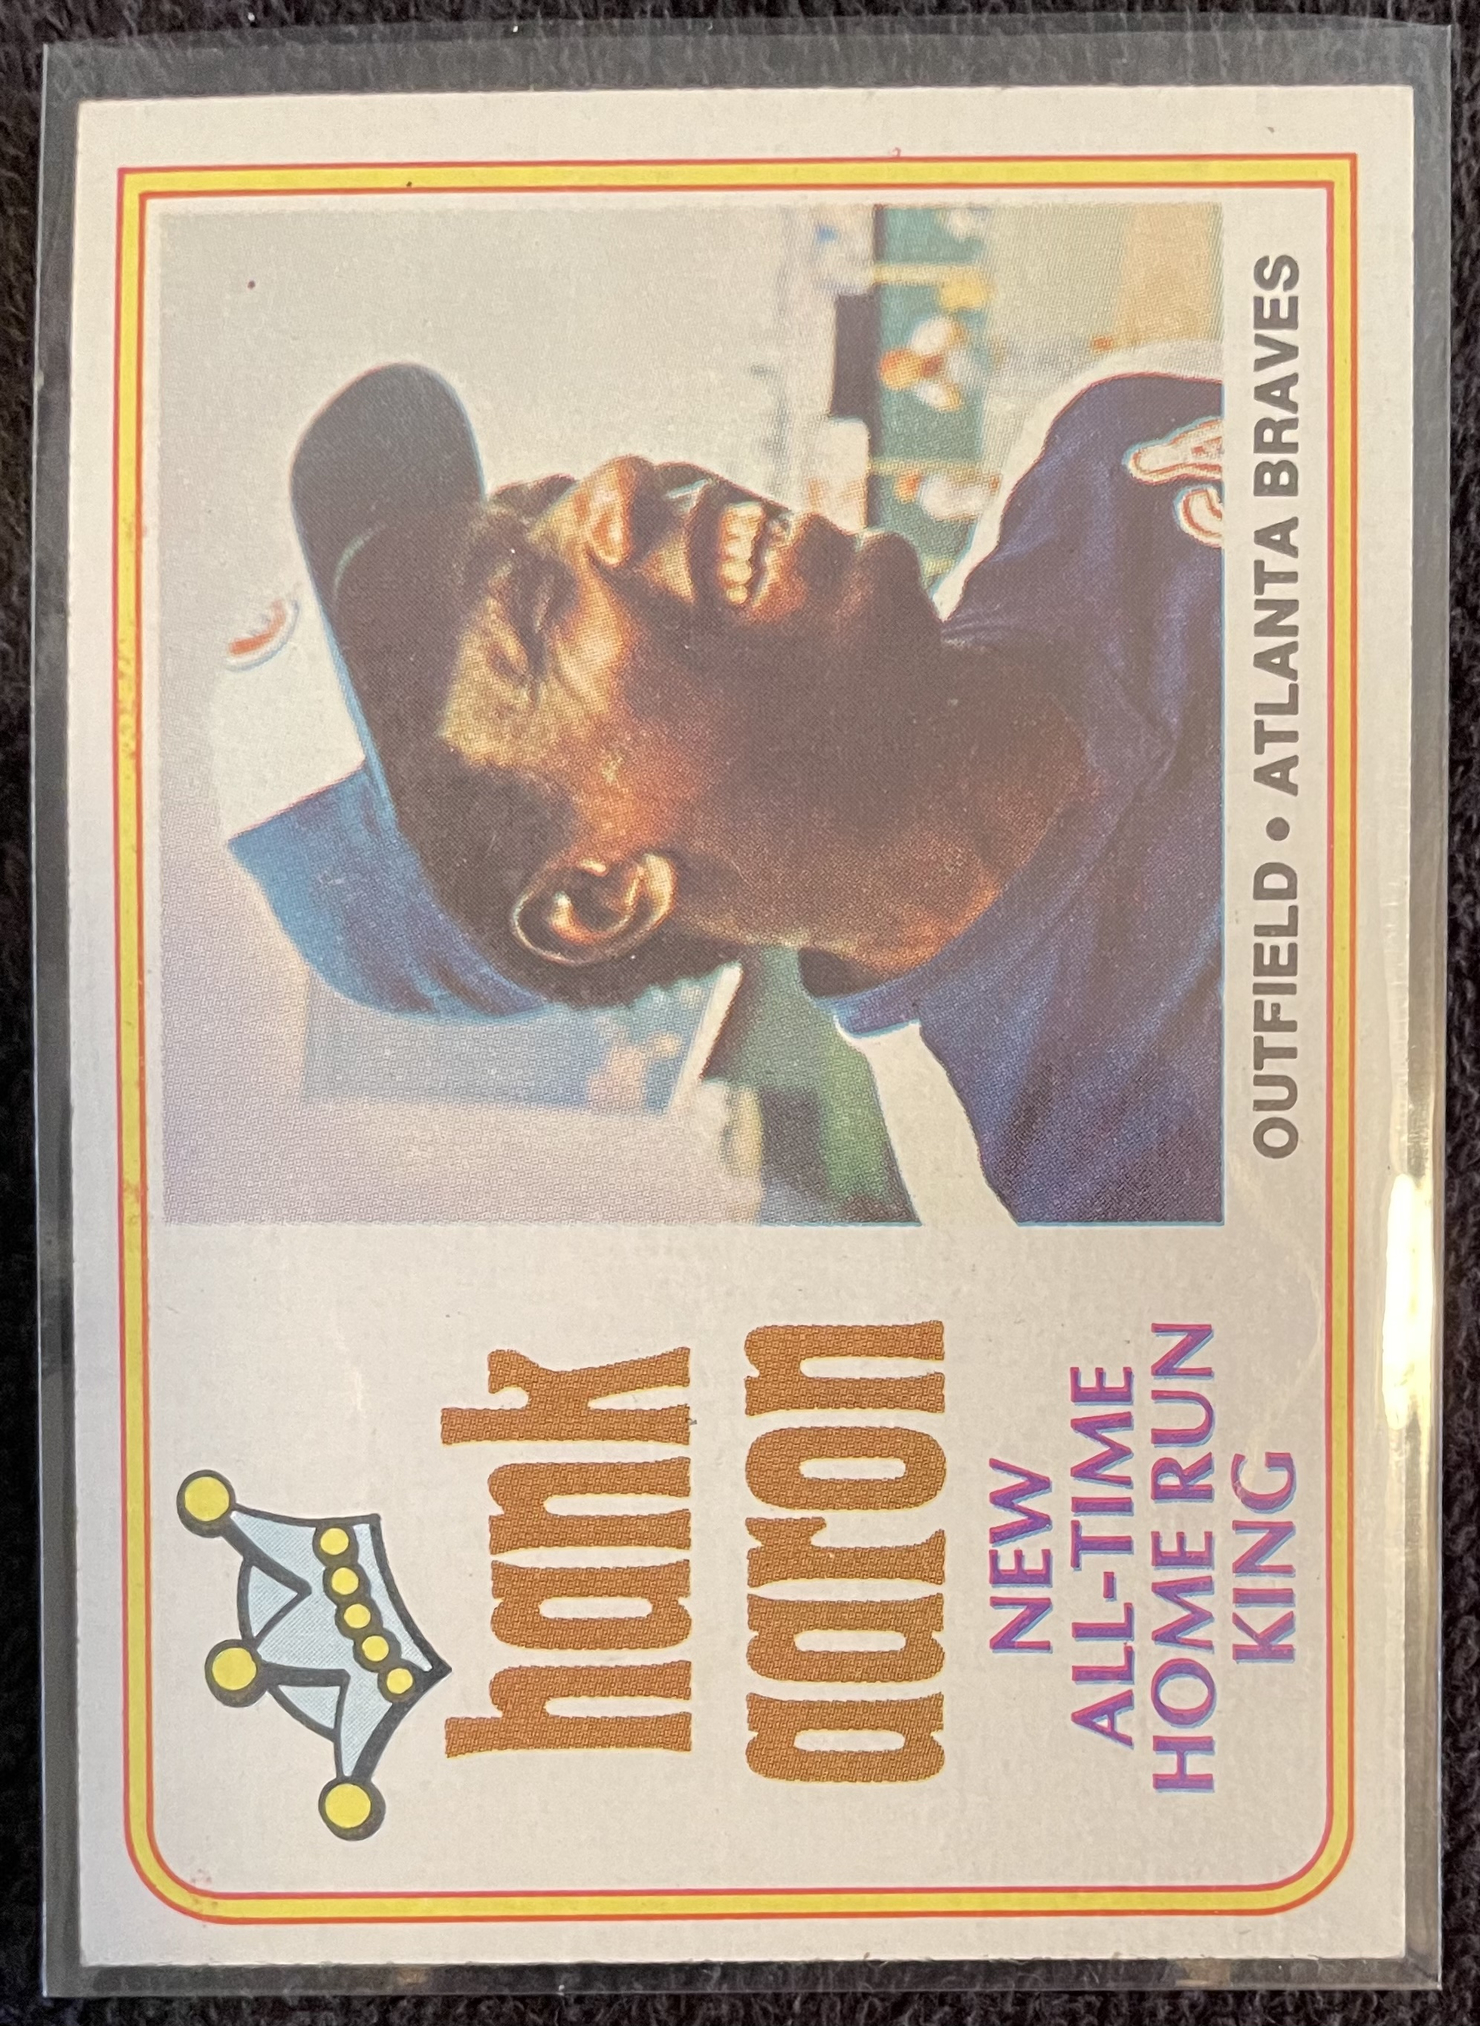 hank
aaron
NEW
ALL-TIME
HOME RUN
KING
OUTFIELD • ATLANTA BRAVES